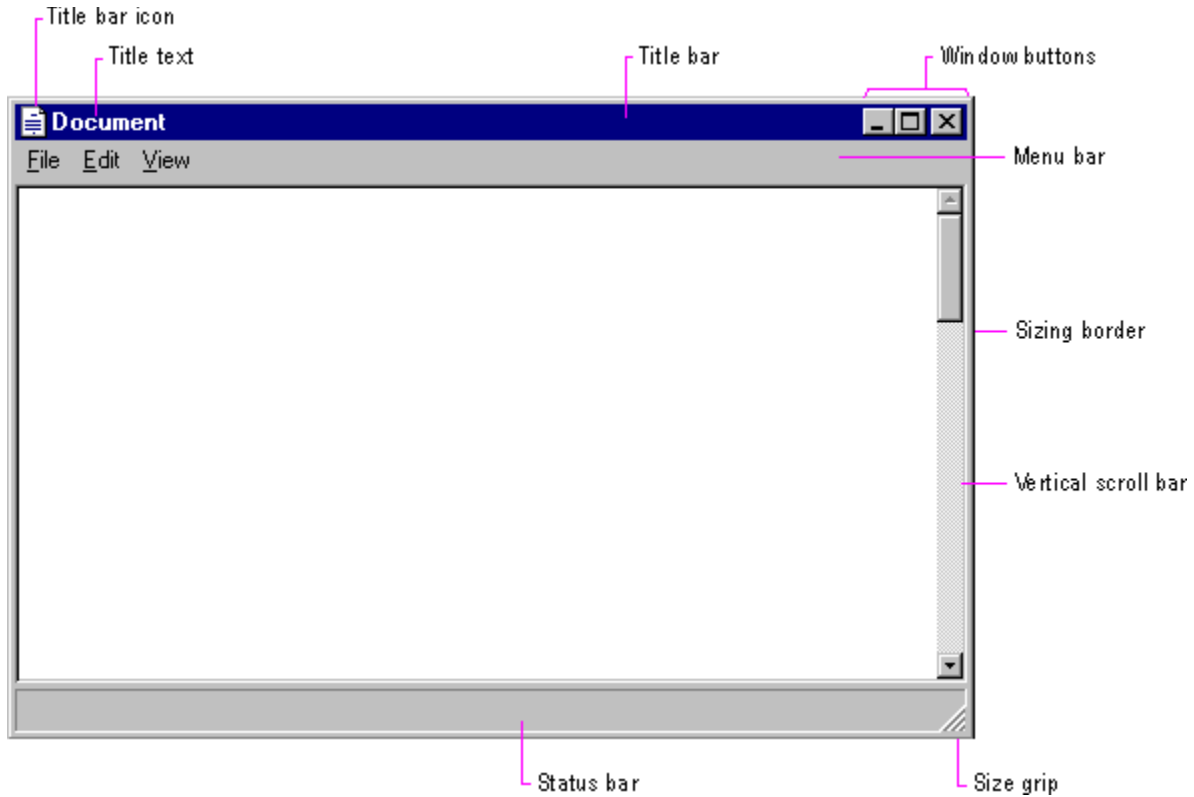 Title bar icon
Title text
Title bar
Window buttons
Document
File Edit View
Menu bar
Sizing border
Vertical scroll bar
Status bar
Size grip